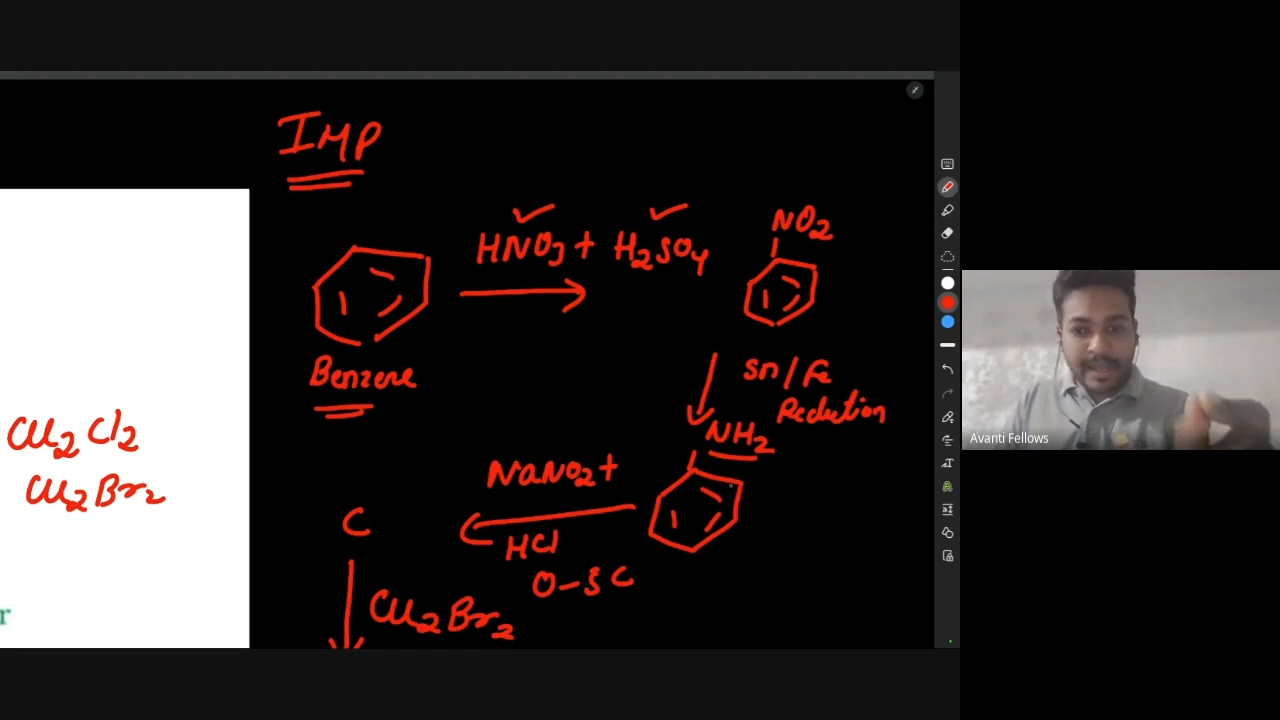 IMP
HNO3 + H2SO4
NO2
Benzene
Sn/Fe
Reduction
NH2
NaNO2+
HCl
0-5 C
C
Cu2Br2
Cu2Cl2
Cu2Br2
r
Avanti Fellows